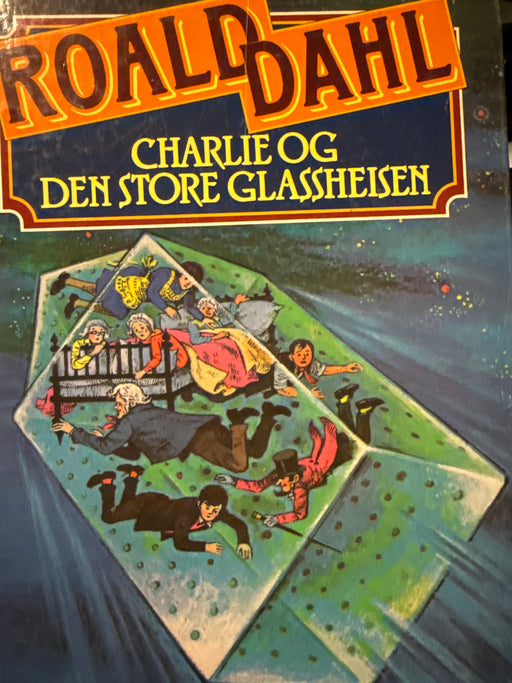 ROALD DAHL
CHARLIE OG
DEN STORE GLASSHEISEN